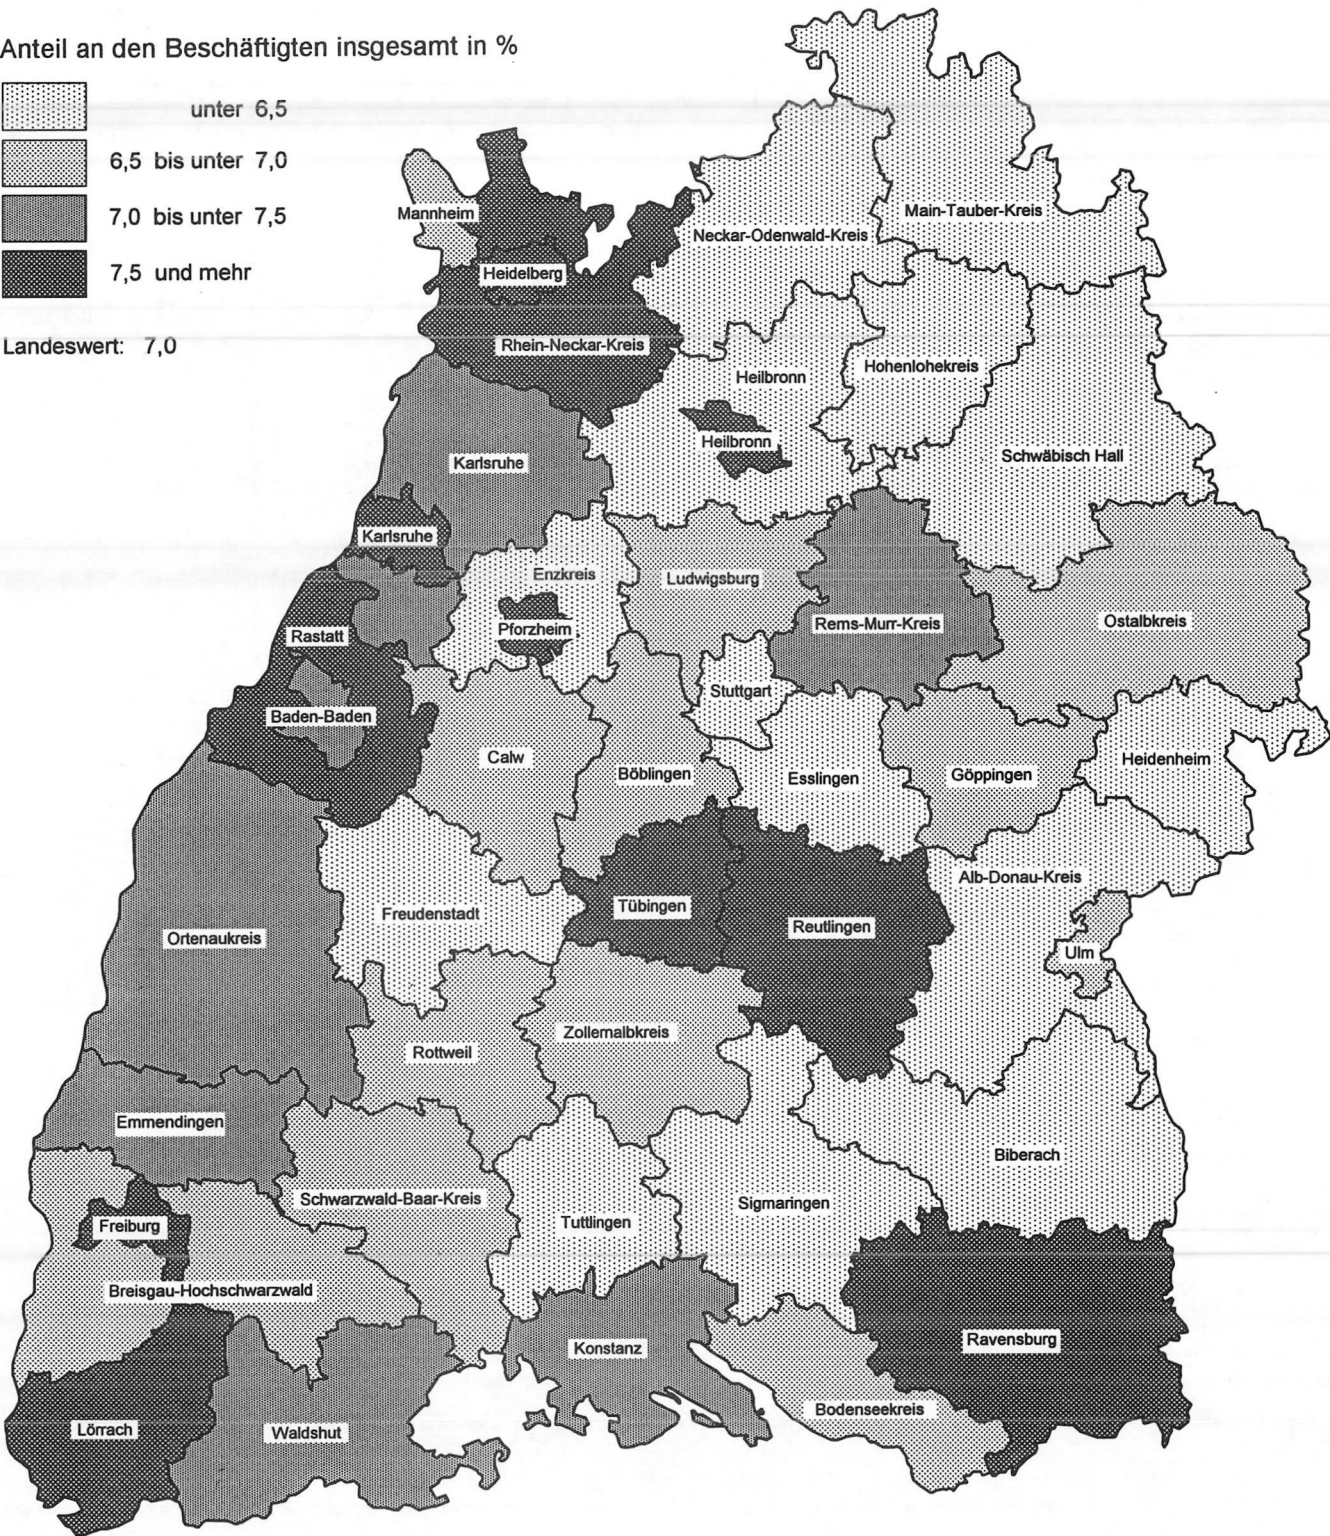 Anteil an den Beschäftigten insgesamt in %
unter 6,5
6,5 bis unter 7,0
7,0 bis unter 7,5
7,5 und mehr
Landeswert: 7,0
Mannheim
Main-Tauber-Kreis
Neckar-Odenwald-Kreis
Heidelberg
Rhein-Neckar-Kreis
Hohenlohekreis
Heilbronn
Heilbronn
Schwäbisch Hall
Karlsruhe
Karlsruhe
Enzkreis
Ludwigsburg
Pforzheim
Rems-Murr-Kreis
Ostalbkreis
Rastatt
Stuttgart
Baden-Baden
Calw
Böblingen
Esslingen
Göppingen
Heidenheim
Alb-Donau-Kreis
Tübingen
Freudenstadt
Reutlingen
Ortenaukreis
Ulm
Zollernalbkreis
Rottweil
Emmendingen
Biberach
Schwarzwald-Baar-Kreis
Sigmaringen
Freiburg
Tuttlingen
Breisgau-Hochschwarzwald
Konstanz
Ravensburg
Bodenseekreis
Lörrach
Waldshut